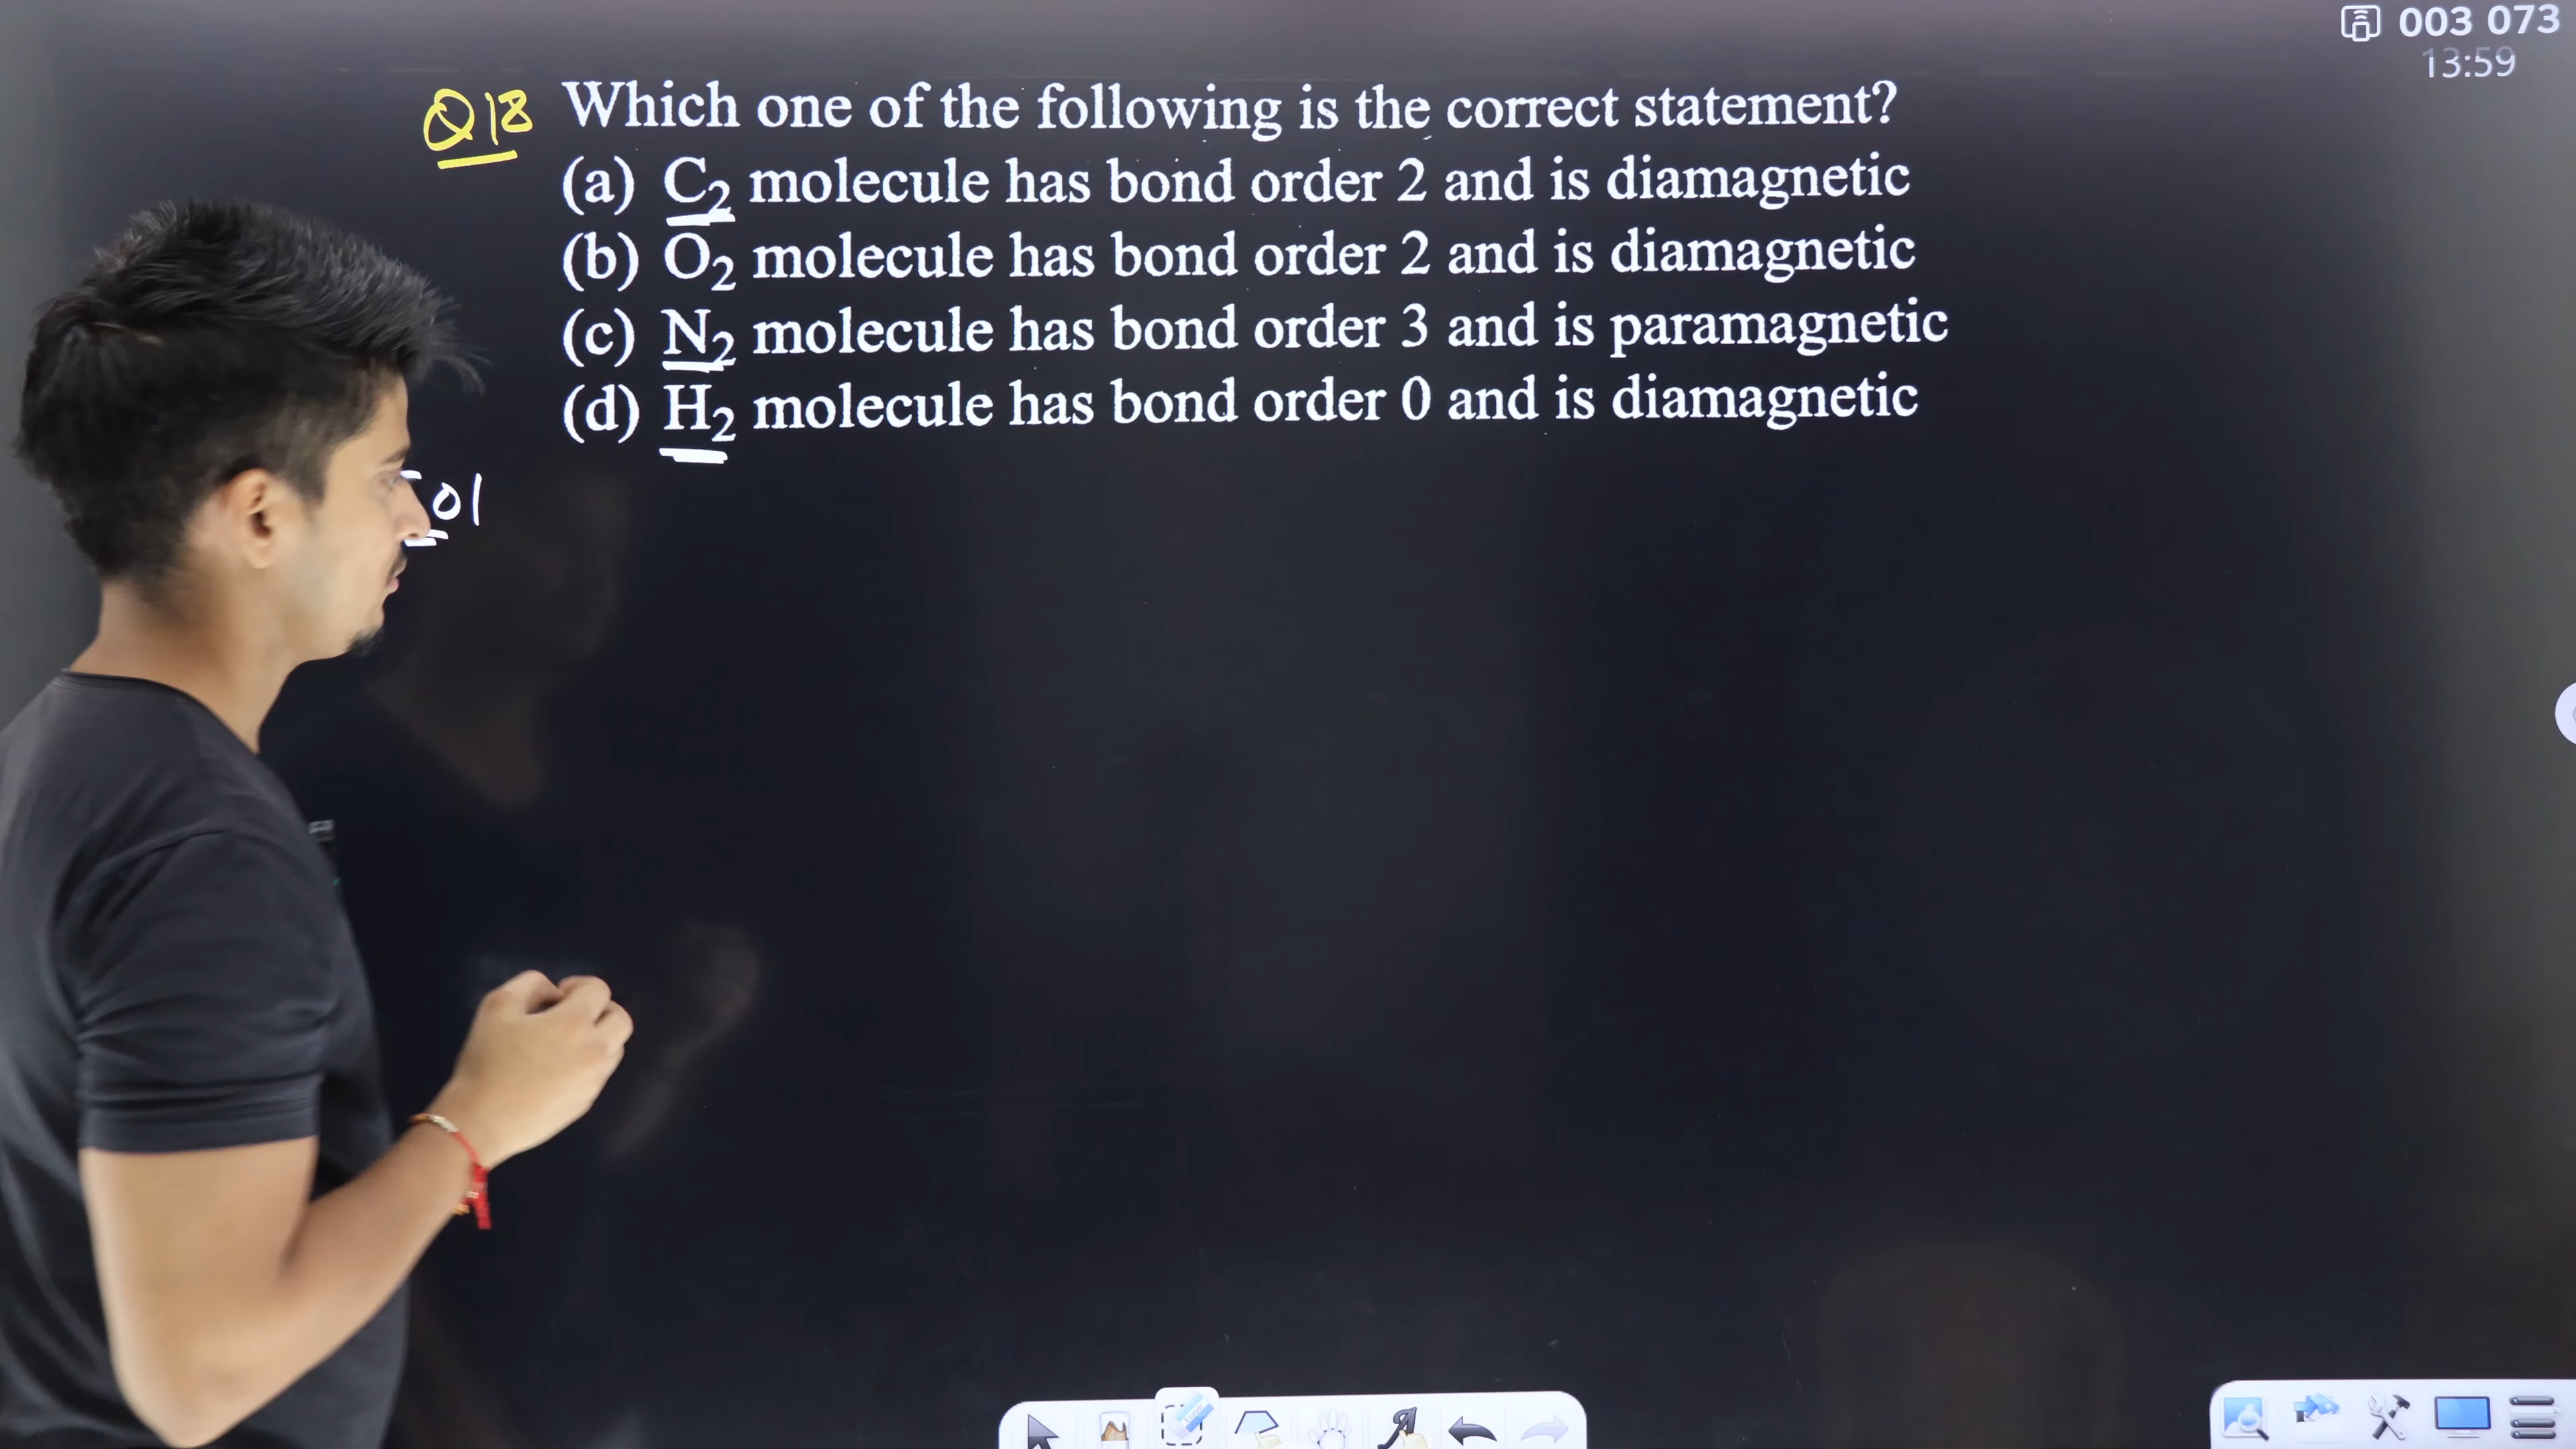 003 073
13:59
Q18 Which one of the following is the correct statement?
(a) C₂ molecule has bond order 2 and is diamagnetic
(b) O₂ molecule has bond order 2 and is diamagnetic
(c) N₂ molecule has bond order 3 and is paramagnetic
(d) H₂ molecule has bond order 0 and is diamagnetic